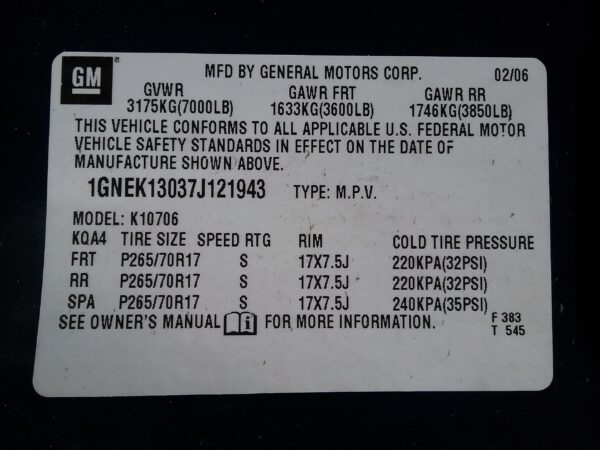 GM ®
MFD BY GENERAL MOTORS CORP. 02/06
GVWR GAWR FRT GAWR RR
3175KG(7000LB) 1633KG(3600LB) 1746KG(3850LB)
THIS VEHICLE CONFORMS TO ALL APPLICABLE U.S. FEDERAL MOTOR
VEHICLE SAFETY STANDARDS IN EFFECT ON THE DATE OF
MANUFACTURE SHOWN ABOVE.
1GNEK13037J121943 TYPE: M.P.V.
MODEL: K10706
KQA4 TIRE SIZE SPEED RTG RIM COLD TIRE PRESSURE
FRT P265/70R17 S 17X7.5J 220KPA(32PSI)
RR P265/70R17 S 17X7.5J 220KPA(32PSI)
SPA P265/70R17 S 17X7.5J 240KPA(35PSI)
SEE OWNER'S MANUAL i FOR MORE INFORMATION. F 383
T 545